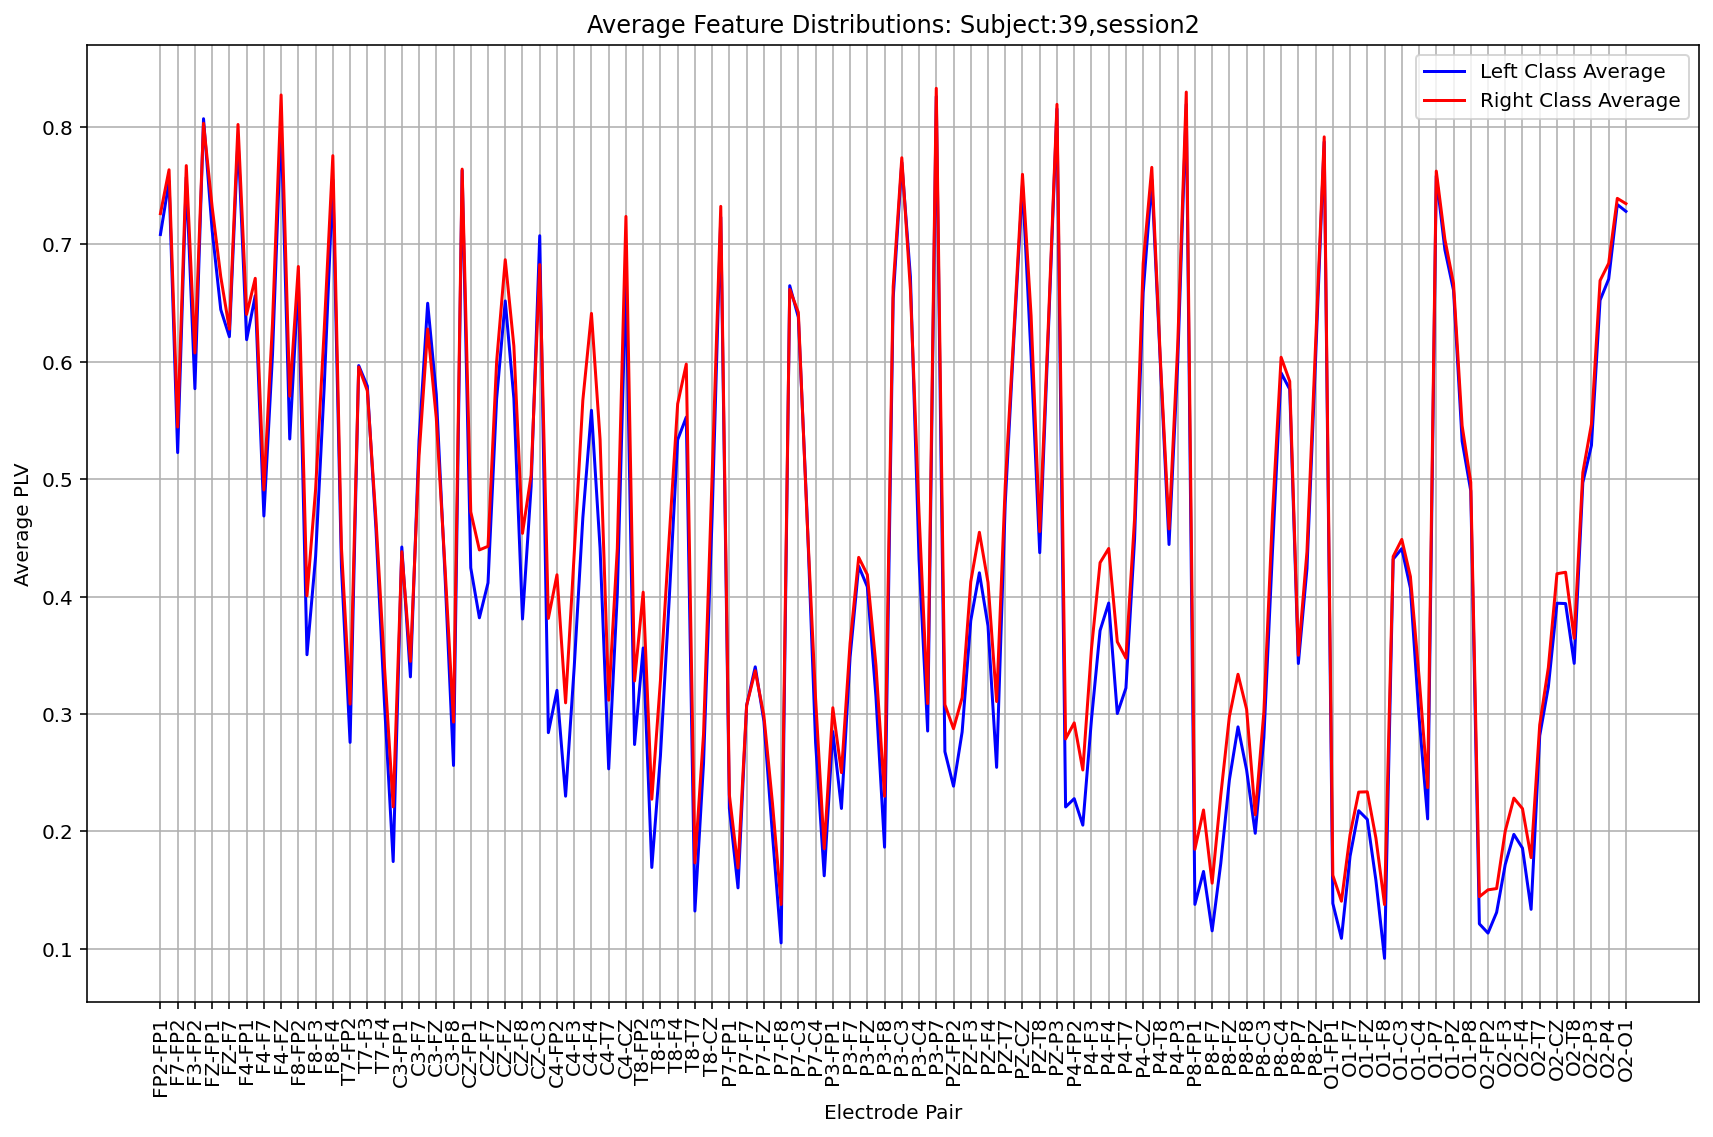 Average Feature Distributions: Subject:39,session2
Left Class Average
Right Class Average
Average PLV
0.8
0.7
0.6
0.5
0.4
0.3
0.2
0.1
FP2-FP1
F7-FP2
F3-FP2
FZ-FP1
FZ-F7
F4-FP1
F4-F7
F4-FZ
F8-FP2
F8-F3
F8-F4
T7-FP2
T7-F3
T7-F4
C3-FP1
C3-F7
C3-FZ
C3-F8
CZ-FP1
CZ-F7
CZ-FZ
CZ-F8
CZ-C3
C4-FP2
C4-F3
C4-F4
C4-T7
C4-CZ
T8-FP2
T8-F3
T8-F4
T8-T7
T8-CZ
P7-FP1
P7-F7
P7-FZ
P7-F8
P7-C3
P7-C4
P3-FP1
P3-F7
P3-FZ
P3-F8
P3-C3
P3-C4
P3-P7
PZ-FP2
PZ-F3
PZ-F4
PZ-T7
PZ-CZ
PZ-T8
PZ-P3
P4-FP2
P4-F3
P4-F4
P4-T7
P4-CZ
P4-T8
P4-P3
P8-FP1
P8-F7
P8-FZ
P8-F8
P8-C3
P8-C4
P8-P7
P8-PZ
O1-FP1
O1-F7
O1-FZ
O1-F8
O1-C3
O1-C4
O1-P7
O1-PZ
O1-P8
O2-FP2
O2-F3
O2-F4
O2-T7
O2-CZ
O2-T8
O2-P3
O2-P4
O2-O1
Electrode Pair